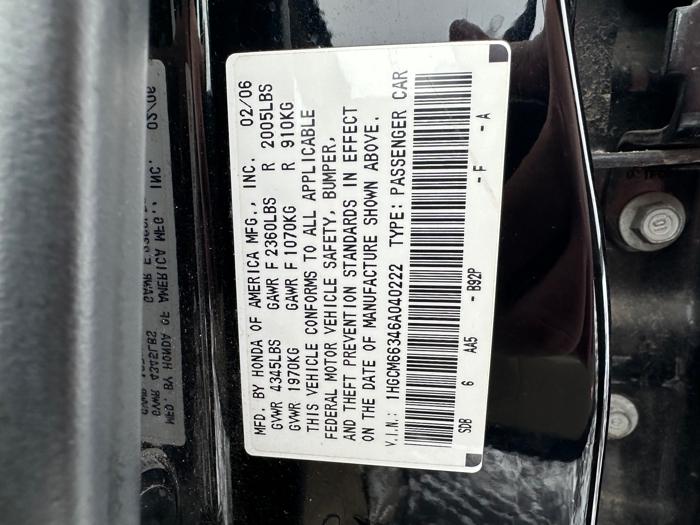 MFD. BY HONDA OF AMERICA MFG., INC. 02/06
GVWR 4345LBS GAWR F 2360LBS R 2005LBS
GVWR 1970KG GAWR F 1070KG R 910KG
THIS VEHICLE CONFORMS TO ALL APPLICABLE
FEDERAL MOTOR VEHICLE SAFETY, BUMPER,
AND THEFT PREVENTION STANDARDS IN EFFECT
ON THE DATE OF MANUFACTURE SHOWN ABOVE.
V.I.N.: 1HGCM66346A040222 TYPE: PASSENGER CAR
SDB 6 AA5 - B92P - F - A